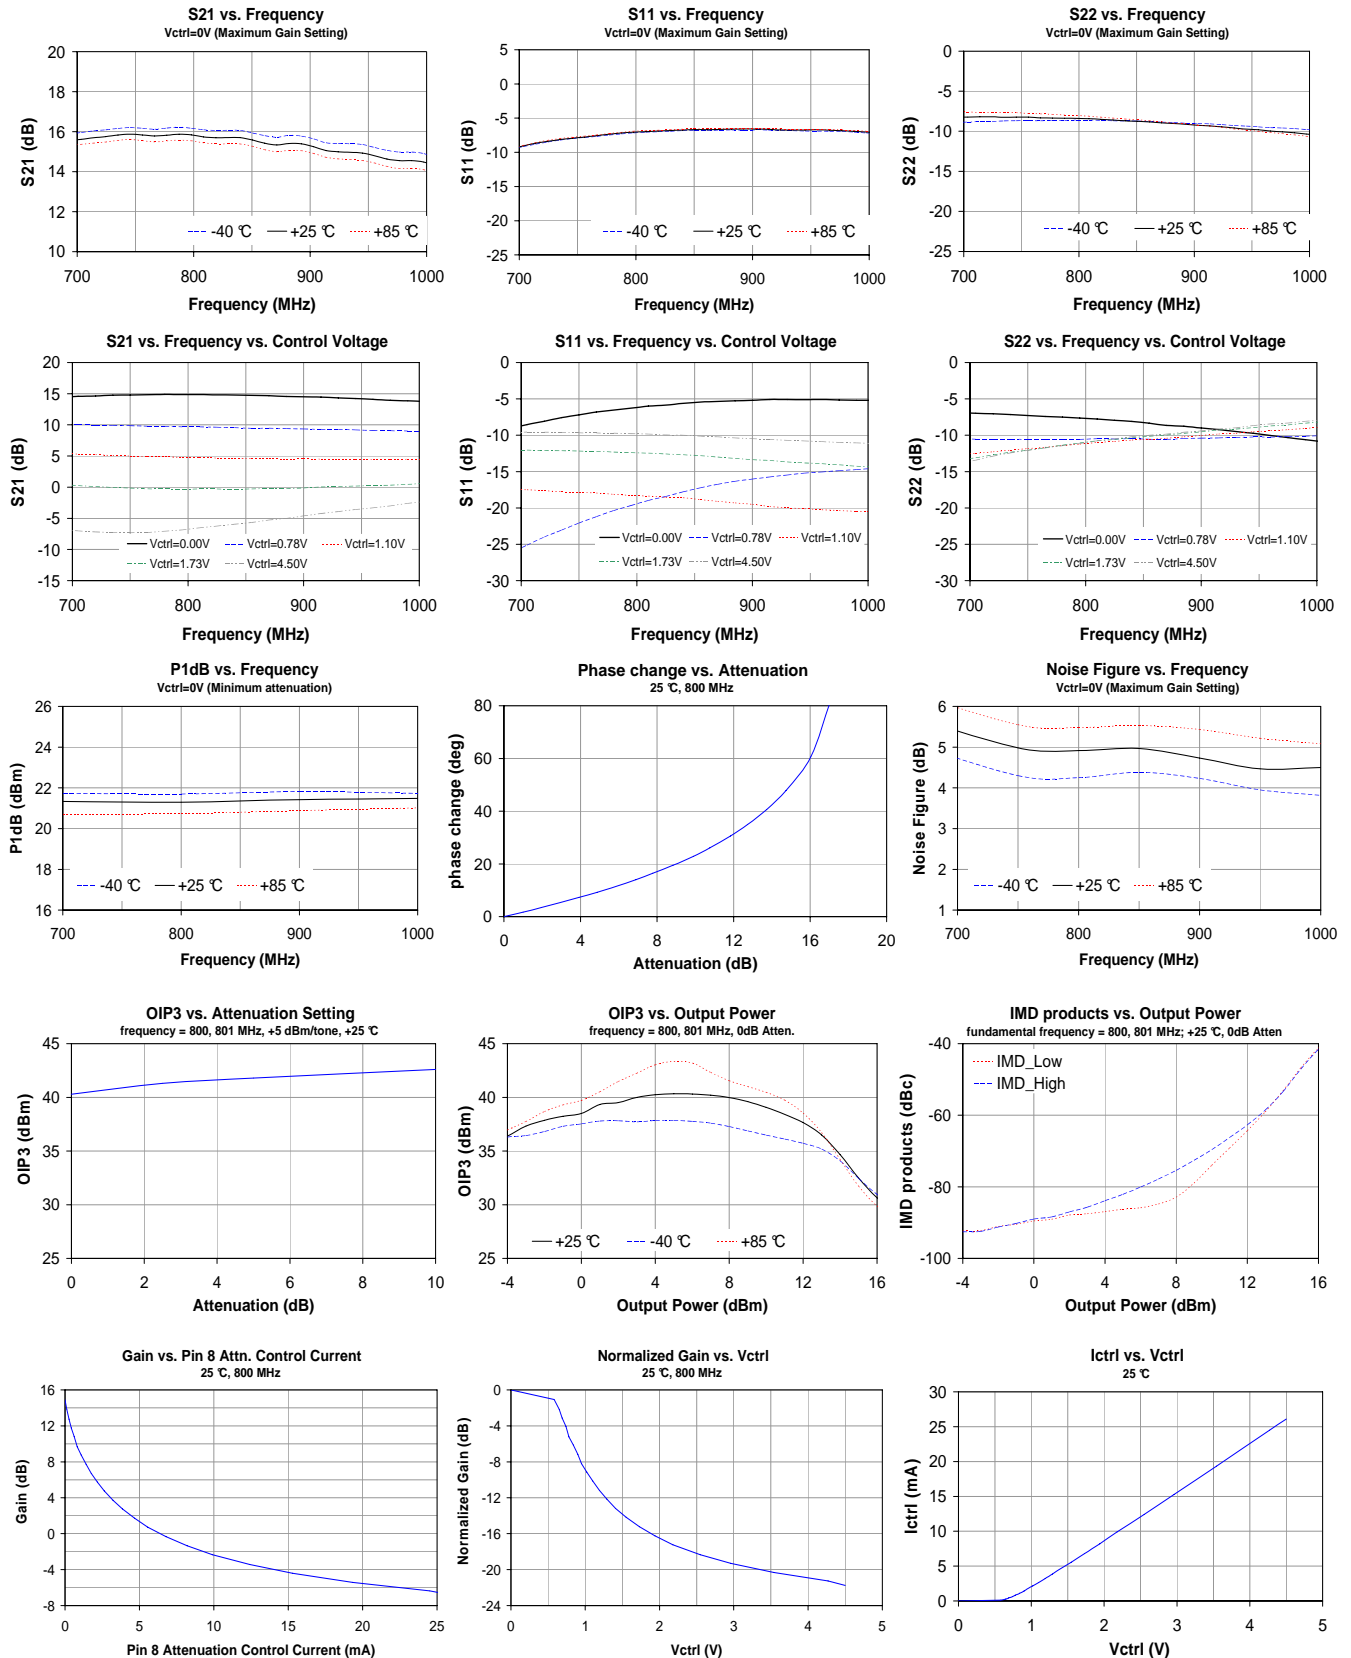 S21 vs. Frequency
Vctrl=0V (Maximum Gain Setting)
20
18
16
14
12
10
S21 (dB)
-40 °C +25 °C +85 °C
700 800 900 1000
Frequency (MHz)
S11 vs. Frequency
Vctrl=0V (Maximum Gain Setting)
5
0
-5
-10
-15
-20
-25
S11 (dB)
-40 °C +25 °C +85 °C
700 800 900 1000
Frequency (MHz)
S22 vs. Frequency
Vctrl=0V (Maximum Gain Setting)
0
-5
-10
-15
-20
-25
S22 (dB)
-40 °C +25 °C +85 °C
700 800 900 1000
Frequency (MHz)
S21 vs. Frequency vs. Control Voltage
20
15
10
5
0
-5
-10
-15
S21 (dB)
Vctrl=0.00V Vctrl=0.78V Vctrl=1.10V
Vctrl=1.73V Vctrl=4.50V
700 800 900 1000
Frequency (MHz)
S11 vs. Frequency vs. Control Voltage
0
-5
-10
-15
-20
-25
-30
S11 (dB)
Vctrl=0.00V Vctrl=0.78V Vctrl=1.10V
Vctrl=1.73V Vctrl=4.50V
700 800 900 1000
Frequency (MHz)
S22 vs. Frequency vs. Control Voltage
0
-5
-10
-15
-20
-25
-30
S22 (dB)
Vctrl=0.00V Vctrl=0.78V Vctrl=1.10V
Vctrl=1.73V Vctrl=4.50V
700 800 900 1000
Frequency (MHz)
P1dB vs. Frequency
Vctrl=0V (Minimum attenuation)
26
24
22
20
18
16
P1dB (dBm)
-40 °C +25 °C +85 °C
700 800 900 1000
Frequency (MHz)
Phase change vs. Attenuation
25 °C, 800 MHz
80
60
40
20
0
phase change (deg)
0 4 8 12 16 20
Attenuation (dB)
Noise Figure vs. Frequency
Vctrl=0V (Maximum Gain Setting)
6
5
4
3
2
1
Noise Figure (dB)
-40 °C +25 °C +85 °C
700 800 900 1000
Frequency (MHz)
OIP3 vs. Attenuation Setting
frequency = 800, 801 MHz, +5 dBm/tone, +25 °C
45
40
35
30
25
OIP3 (dBm)
0 2 4 6 8 10
Attenuation (dB)
OIP3 vs. Output Power
frequency = 800, 801 MHz, 0dB Atten.
45
40
35
30
25
OIP3 (dBm)
+25 °C -40 °C +85 °C
-4 0 4 8 12 16
Output Power (dBm)
IMD products vs. Output Power
fundamental frequency = 800, 801 MHz; +25 °C, 0dB Atten
-40
-60
-80
-100
IMD products (dBc)
IMD_Low
IMD_High
-4 0 4 8 12 16
Output Power (dBm)
Gain vs. Pin 8 Attn. Control Current
25 °C, 800 MHz
16
12
8
4
0
-4
-8
Gain (dB)
0 5 10 15 20 25
Pin 8 Attenuation Control Current (mA)
Normalized Gain vs. Vctrl
25 °C, 800 MHz
0
-4
-8
-12
-16
-20
-24
Normalized Gain (dB)
0 1 2 3 4 5
Vctrl (V)
Ictrl vs. Vctrl
25 °C
30
25
20
15
10
5
0
Ictrl (mA)
0 1 2 3 4 5
Vctrl (V)